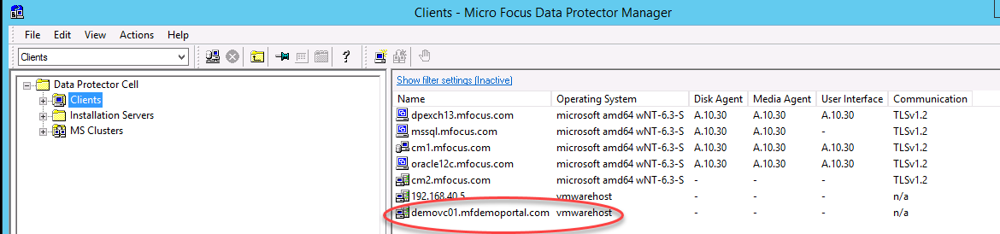 Clients - Micro Focus Data Protector Manager
File Edit View Actions Help
Clients
?
Show filter settings (Inactive)
Data Protector Cell
Clients
Installation Servers
MS Clusters
Name Operating System Disk Agent Media Agent User Interface Communication
dpexch13.mfocus.com microsoft amd64 wNT-6.3-S A.10.30 A.10.30 A.10.30 TLSv1.2
mssql.mfocus.com microsoft amd64 wNT-6.3-S A.10.30 A.10.30 - TLSv1.2
cm1.mfocus.com microsoft amd64 wNT-6.3-S A.10.30 A.10.30 A.10.30 TLSv1.2
oracle12c.mfocus.com microsoft amd64 wNT-6.3-S A.10.30 A.10.30 A.10.30 TLSv1.2
cm2.mfocus.com microsoft amd64 wNT-6.3-S - - - TLSv1.2
192.168.40.5 vmwarehost - - - n/a
demovc01.mfdemoportal.com vmwarehost - - - n/a